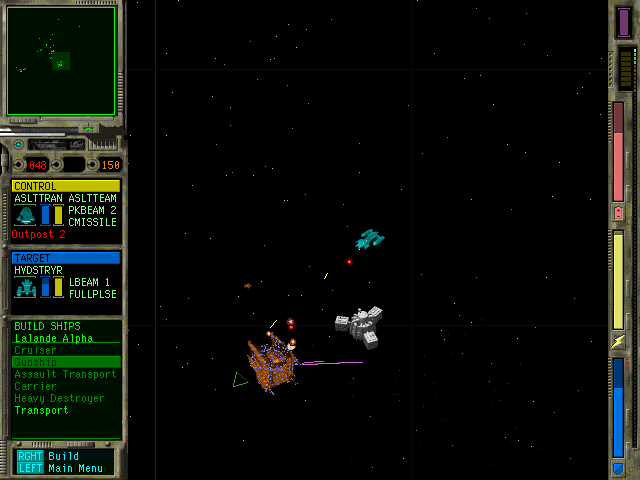 048 150
CONTROL
ASLTTRAN ASLTTEAM
PKBEAM 2
CMISSILE
Outpost 2
TARGET
HYDSTRYR
LBEAM 1
FULLPLSE
BUILD SHIPS
Lalande Alpha
Cruiser
Gunship
Assault Transport
Carrier
Heavy Destroyer
Transport
RGHT Build
LEFT Main Menu